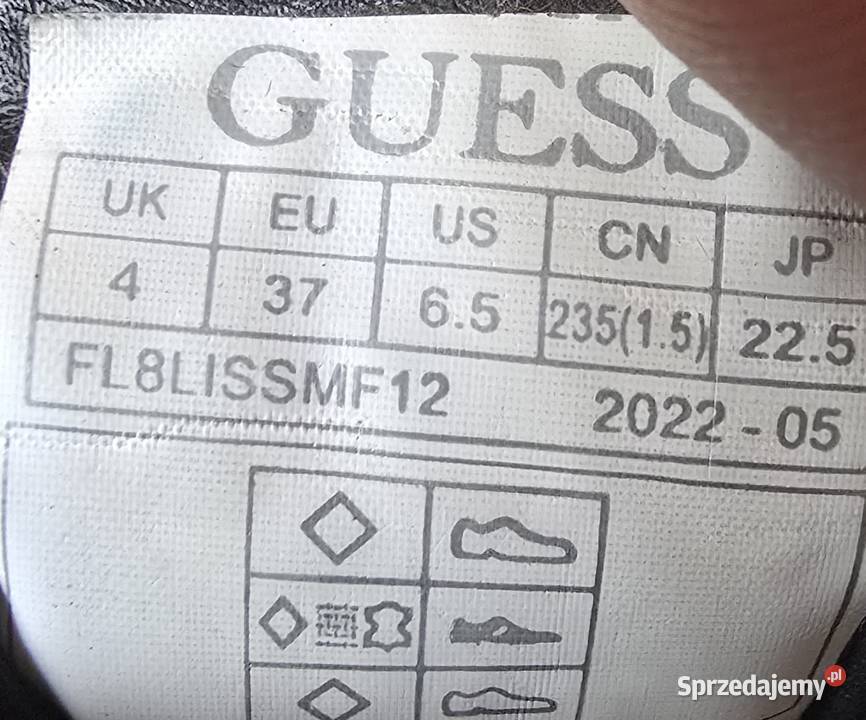 GUESS
UK EU US CN JP
4 37 6.5 235(1.5) 22.5
FL8LISSMF12 2022 - 05
Sprzedajemy.pl